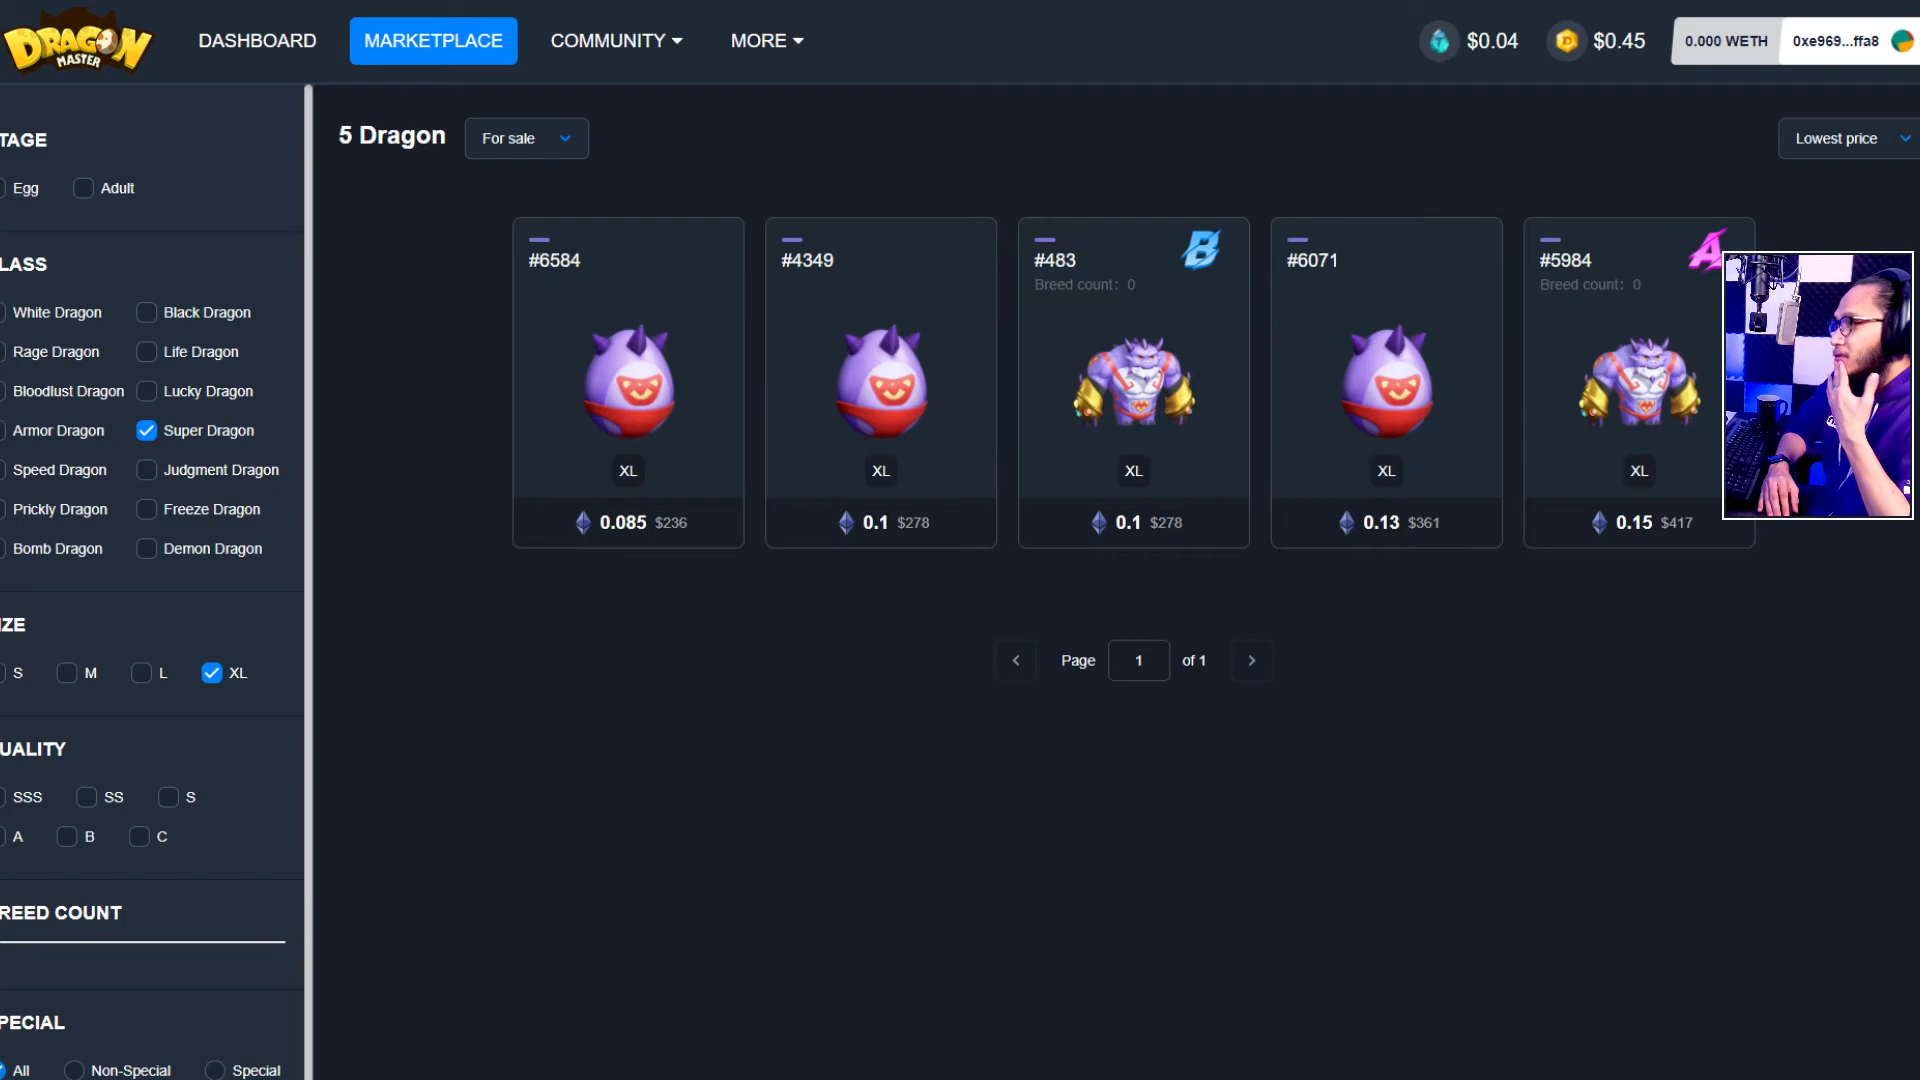 DRAGON MASTER
DASHBOARD MARKETPLACE COMMUNITY MORE
$0.04 $0.45 0.000 WETH 0xe969...ffa8
TAGE
Egg Adult
LASS
White Dragon Black Dragon
Rage Dragon Life Dragon
Bloodlust Dragon Lucky Dragon
Armor Dragon Super Dragon
Speed Dragon Judgment Dragon
Prickly Dragon Freeze Dragon
Bomb Dragon Demon Dragon
IZE
S M L XL
UALITY
SSS SS S
A B C
REED COUNT
PECIAL
All Non-Special Special
5 Dragon For sale Lowest price
#6584
XL
0.085 $236
#4349
XL
0.1 $278
#483 B
Breed count: 0
XL
0.1 $278
#6071
XL
0.13 $361
#5984 A
Breed count: 0
XL
0.15 $417
Page 1 of 1